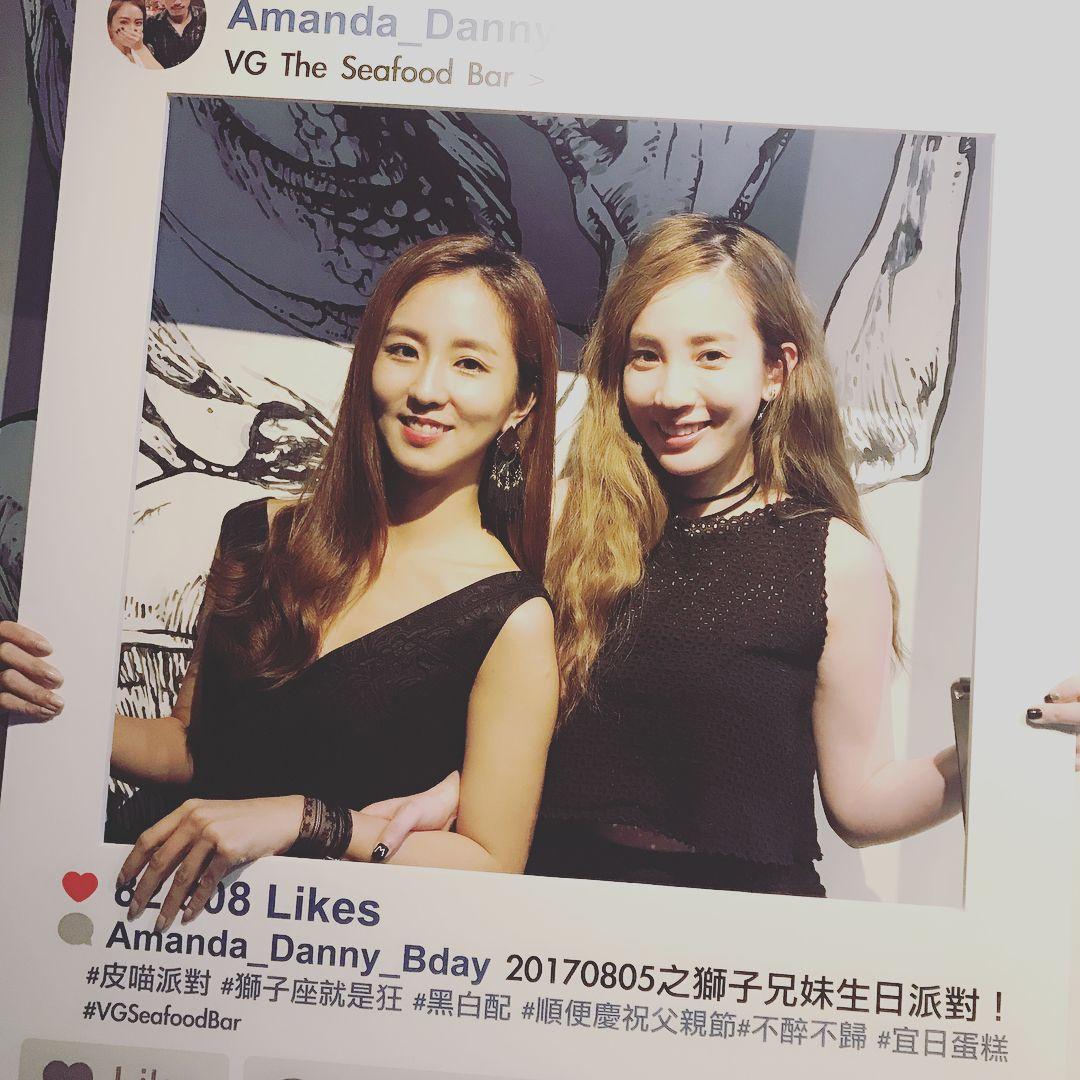 Amanda_Danny
VG The Seafood Bar >
Likes
Amanda_Danny_Bday 20170805之獅子兄妹生日派對！
#皮喵派對 #獅子座就是狂 #黑白配 #順便慶祝父親節#不醉不歸 #宜日蛋糕
#VGSeafoodBar